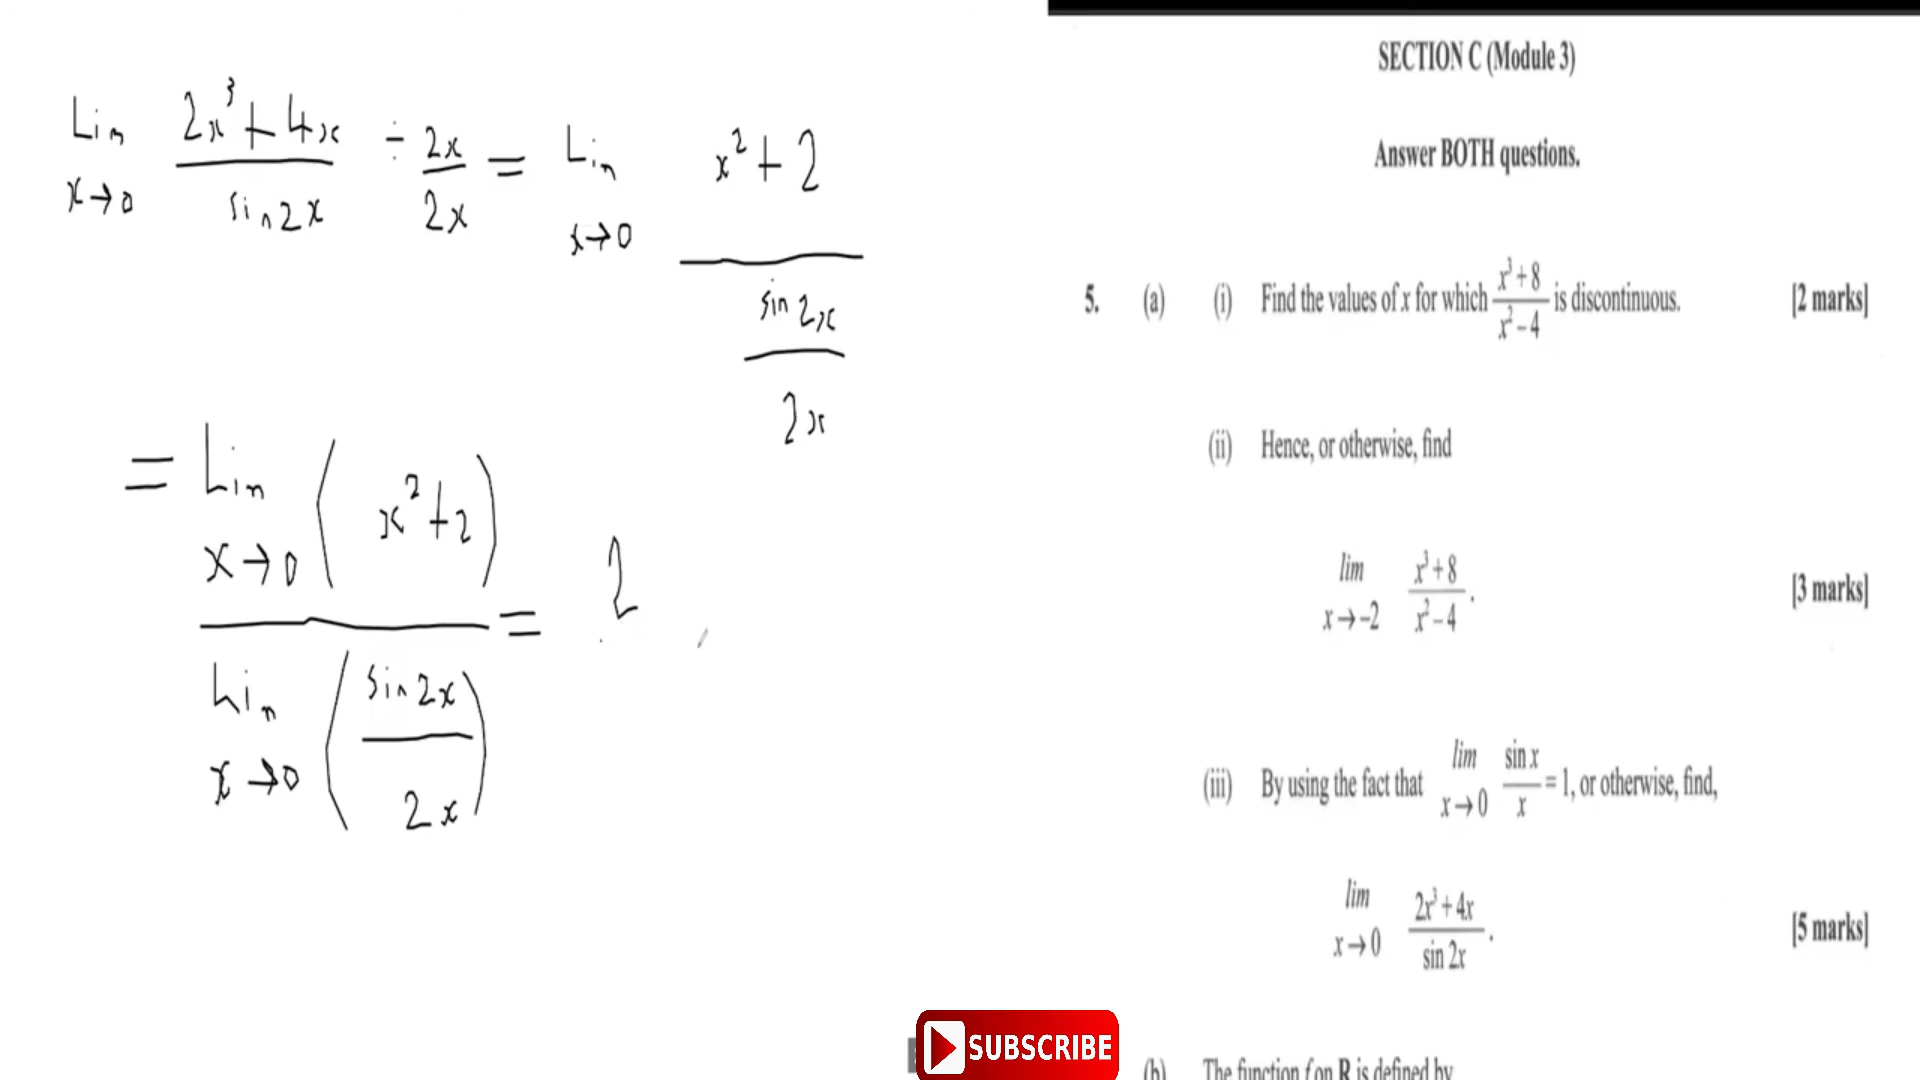 Lim 2x³ + 4x ÷ 2x = Lim x² + 2
x→0 sin 2x 2x x→0
sin 2x
2x
= Lim ( x² + 2 )
x→0
= 2
Lim ( sin 2x )
x→0 2x
SECTION C (Module 3)
Answer BOTH questions.
5. (a) (i) Find the values of x for which x³ + 8 / x² – 4 is discontinuous. [2 marks]
(ii) Hence, or otherwise, find
lim x³ + 8
x → –2 x² – 4 . [3 marks]
(iii) By using the fact that lim x → 0 sin x / x = 1, or otherwise, find,
lim 2x³ + 4x
x → 0 sin 2x . [5 marks]
(b) The function f on R is defined by
SUBSCRIBE